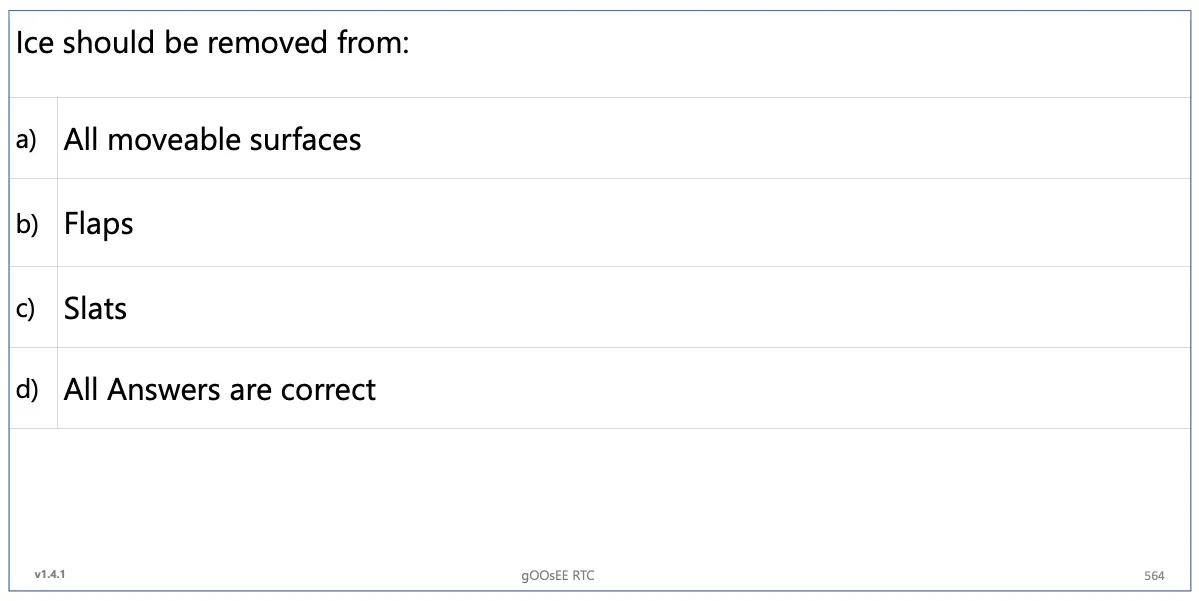 Ice should be removed from:
a) All moveable surfaces
b) Flaps
c) Slats
d) All Answers are correct
v1.4.1 gOOsEE RTC 564